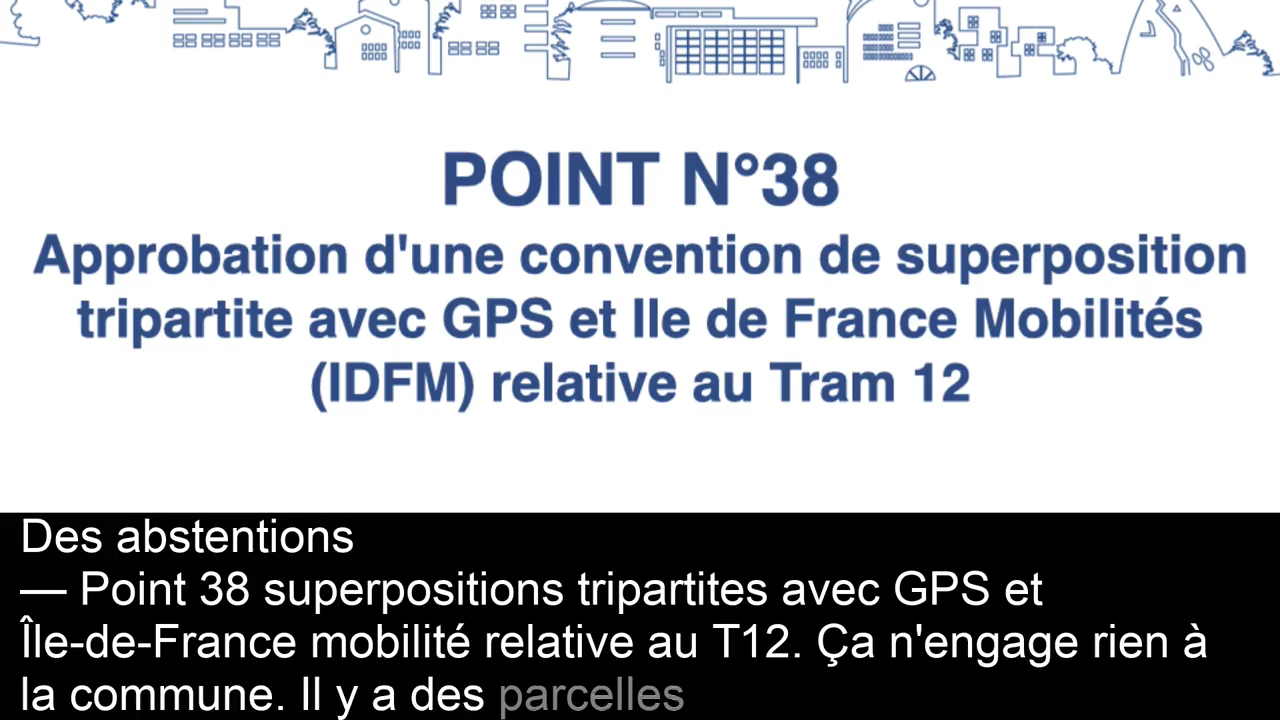 POINT N°38
Approbation d'une convention de superposition
tripartite avec GPS et Ile de France Mobilités
(IDFM) relative au Tram 12
Des abstentions
— Point 38 superpositions tripartites avec GPS et
Île-de-France mobilité relative au T12. Ça n'engage rien à
la commune. Il y a des parcelles